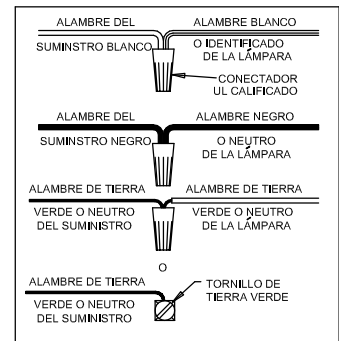 ALAMBRE DEL
SUMINSTRO BLANCO
ALAMBRE BLANCO
O IDENTIFICADO
DE LA LÁMPARA
CONECTADOR
UL CALIFICADO
ALAMBRE DEL
SUMINSTRO NEGRO
ALAMBRE NEGRO
O NEUTRO
DE LA LÁMPARA
ALAMBRE DE TIERRA
VERDE O NEUTRO
DEL SUMINISTRO
ALAMBRE DE TIERRA
VERDE O NEUTRO
DE LA LÁMPARA
O
ALAMBRE DE TIERRA
VERDE O NEUTRO
DEL SUMINISTRO
TORNILLO DE
TIERRA VERDE